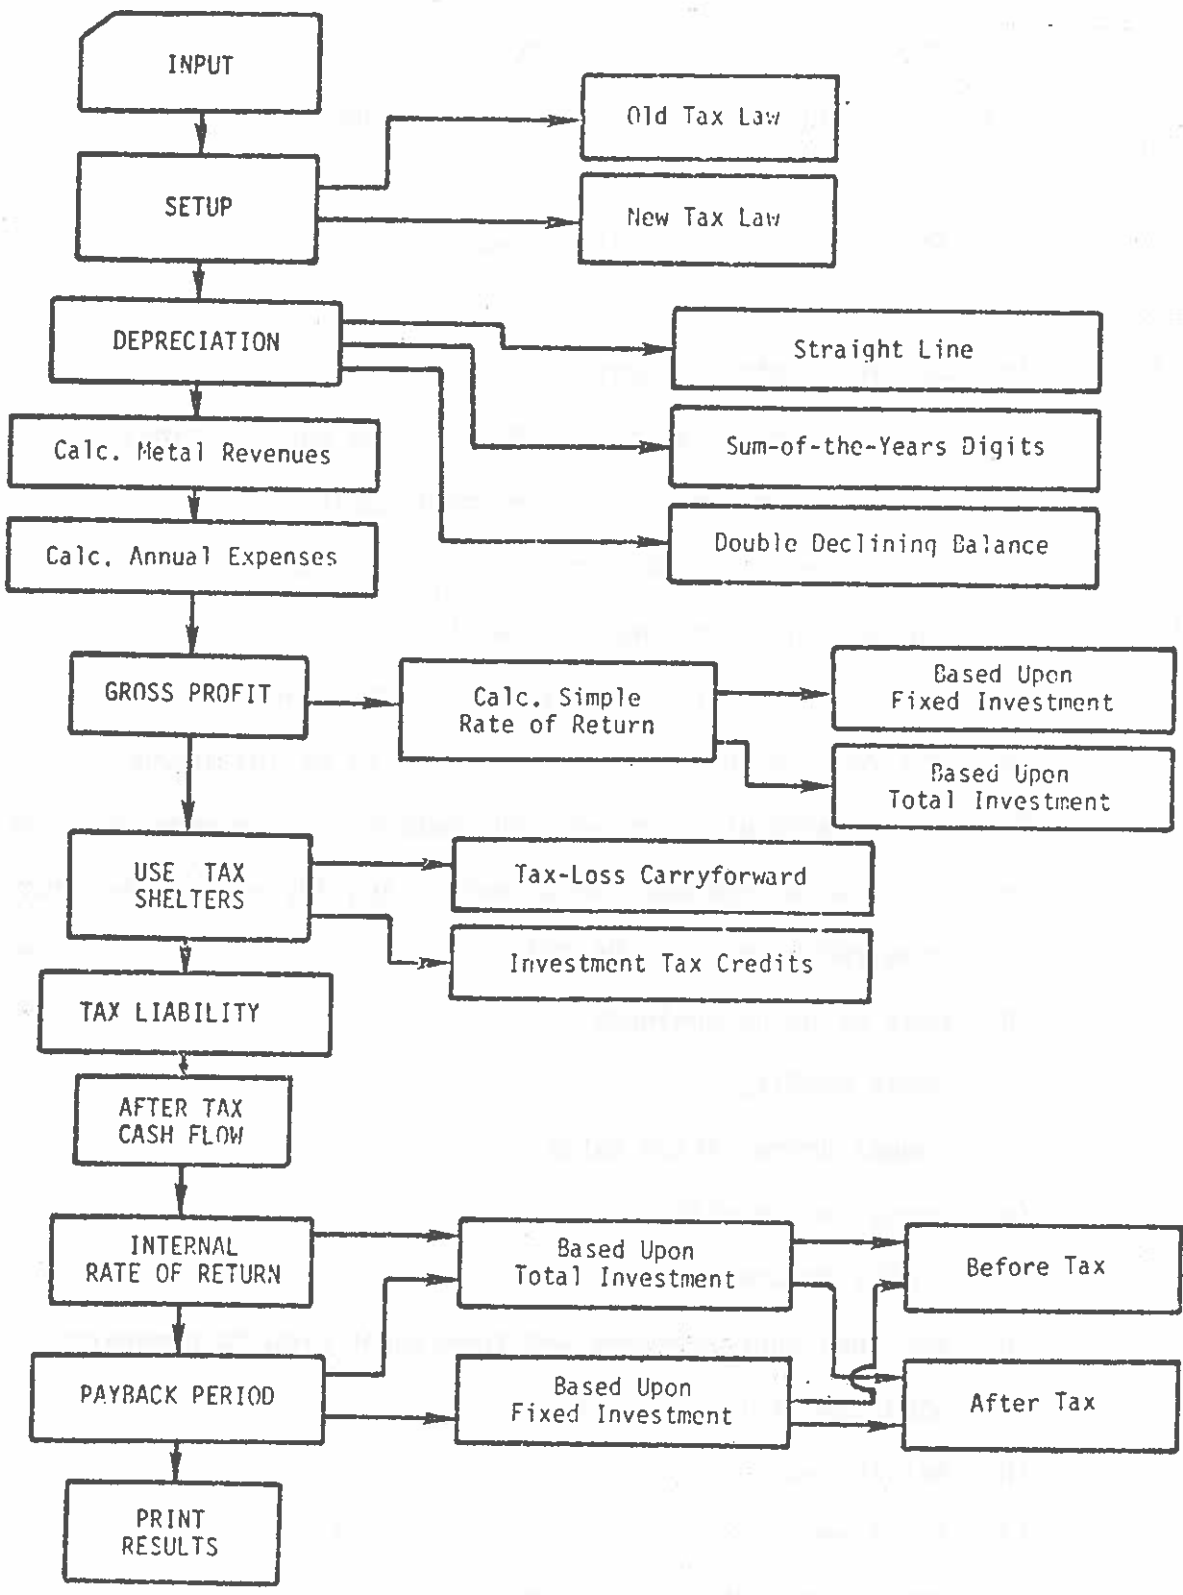 INPUT
Old Tax Law
SETUP
New Tax Law
DEPRECIATION
Straight Line
Calc. Metal Revenues
Sum-of-the-Years Digits
Calc. Annual Expenses
Double Declining Balance
GROSS PROFIT
Calc. Simple
Rate of Return
Based Upon
Fixed Investment
Based Upon
Total Investment
USE TAX
SHELTERS
Tax-Loss Carryforward
Investment Tax Credits
TAX LIABILITY
AFTER TAX
CASH FLOW
INTERNAL
RATE OF RETURN
Based Upon
Total Investment
Before Tax
PAYBACK PERIOD
Based Upon
Fixed Investment
After Tax
PRINT
RESULTS